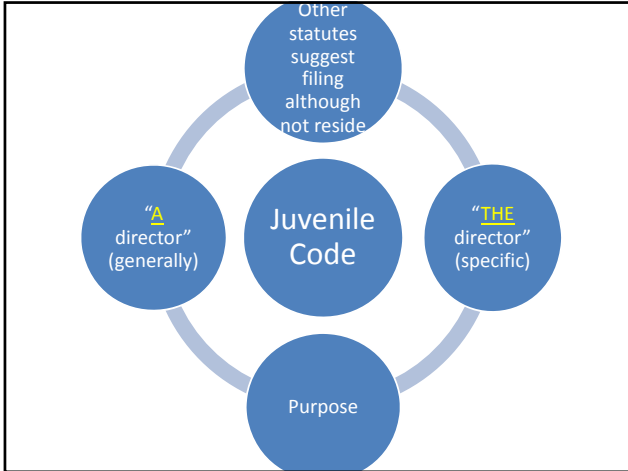 Other
statutes
suggest
filing
although
not reside
“A
director”
(generally)
Juvenile
Code
“THE
director”
(specific)
Purpose